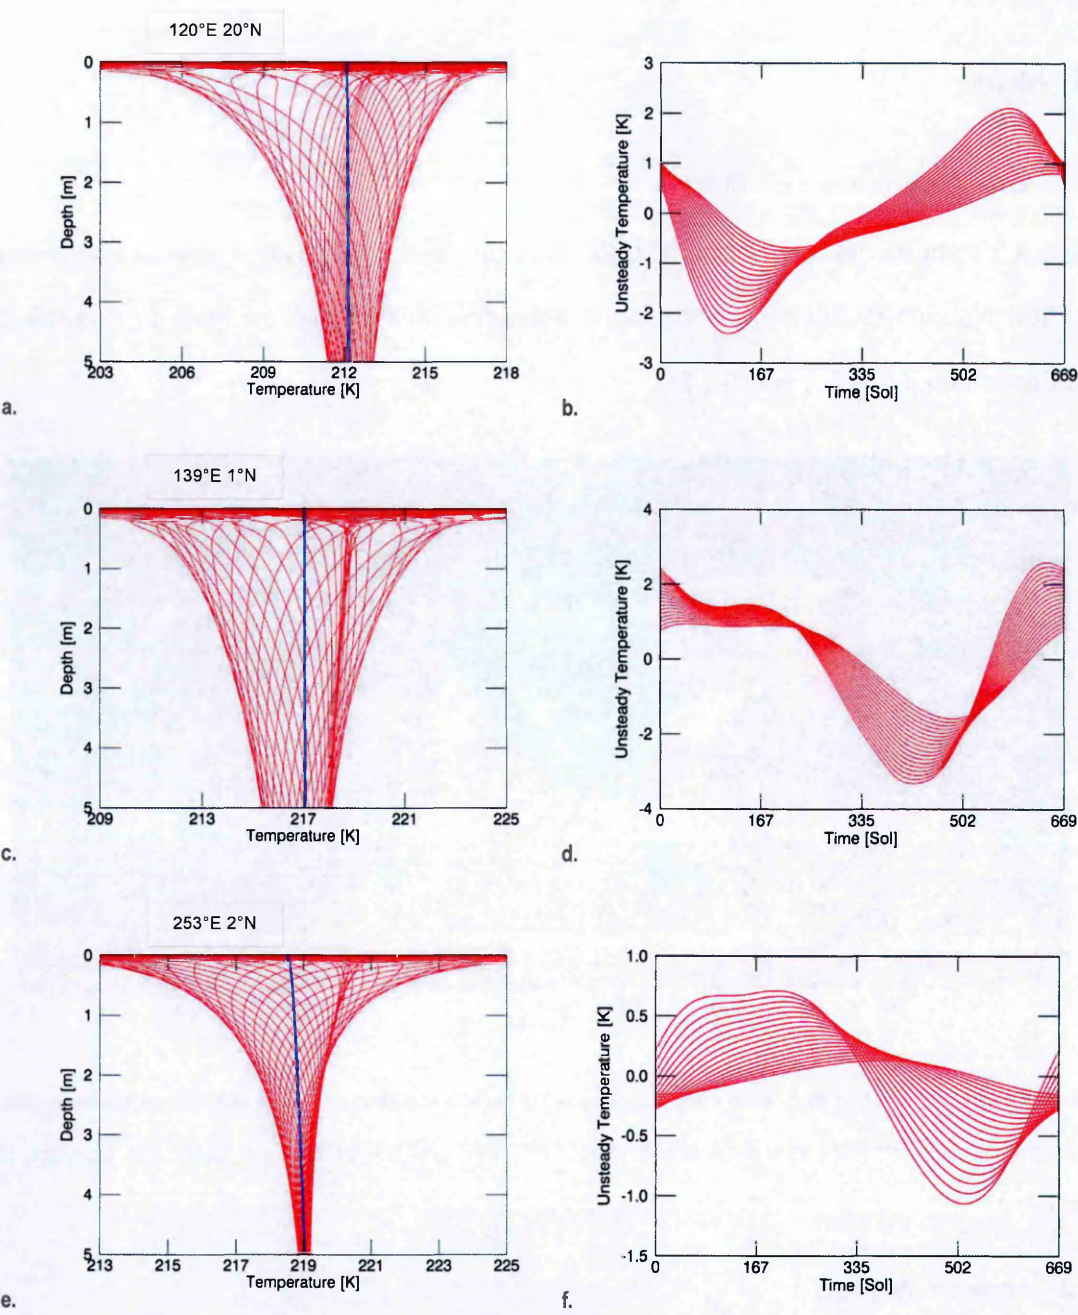 120°E 20°N
0
1
2
3
4
5
Depth [m]
203 206 209 212 215 218
Temperature [K]
a.
3
2
1
0
-1
-2
-3
Unsteady Temperature [K]
0 167 335 502 669
Time [Sol]
b.
139°E 1°N
0
1
2
3
4
5
Depth [m]
209 213 217 221 225
Temperature [K]
c.
4
2
0
-2
-4
Unsteady Temperature [K]
0 167 335 502 669
Time [Sol]
d.
253°E 2°N
0
1
2
3
4
5
Depth [m]
213 215 217 219 221 223 225
Temperature [K]
e.
1.0
0.5
0.0
-0.5
-1.0
-1.5
Unsteady Temperature [K]
0 167 335 502 669
Time [Sol]
f.